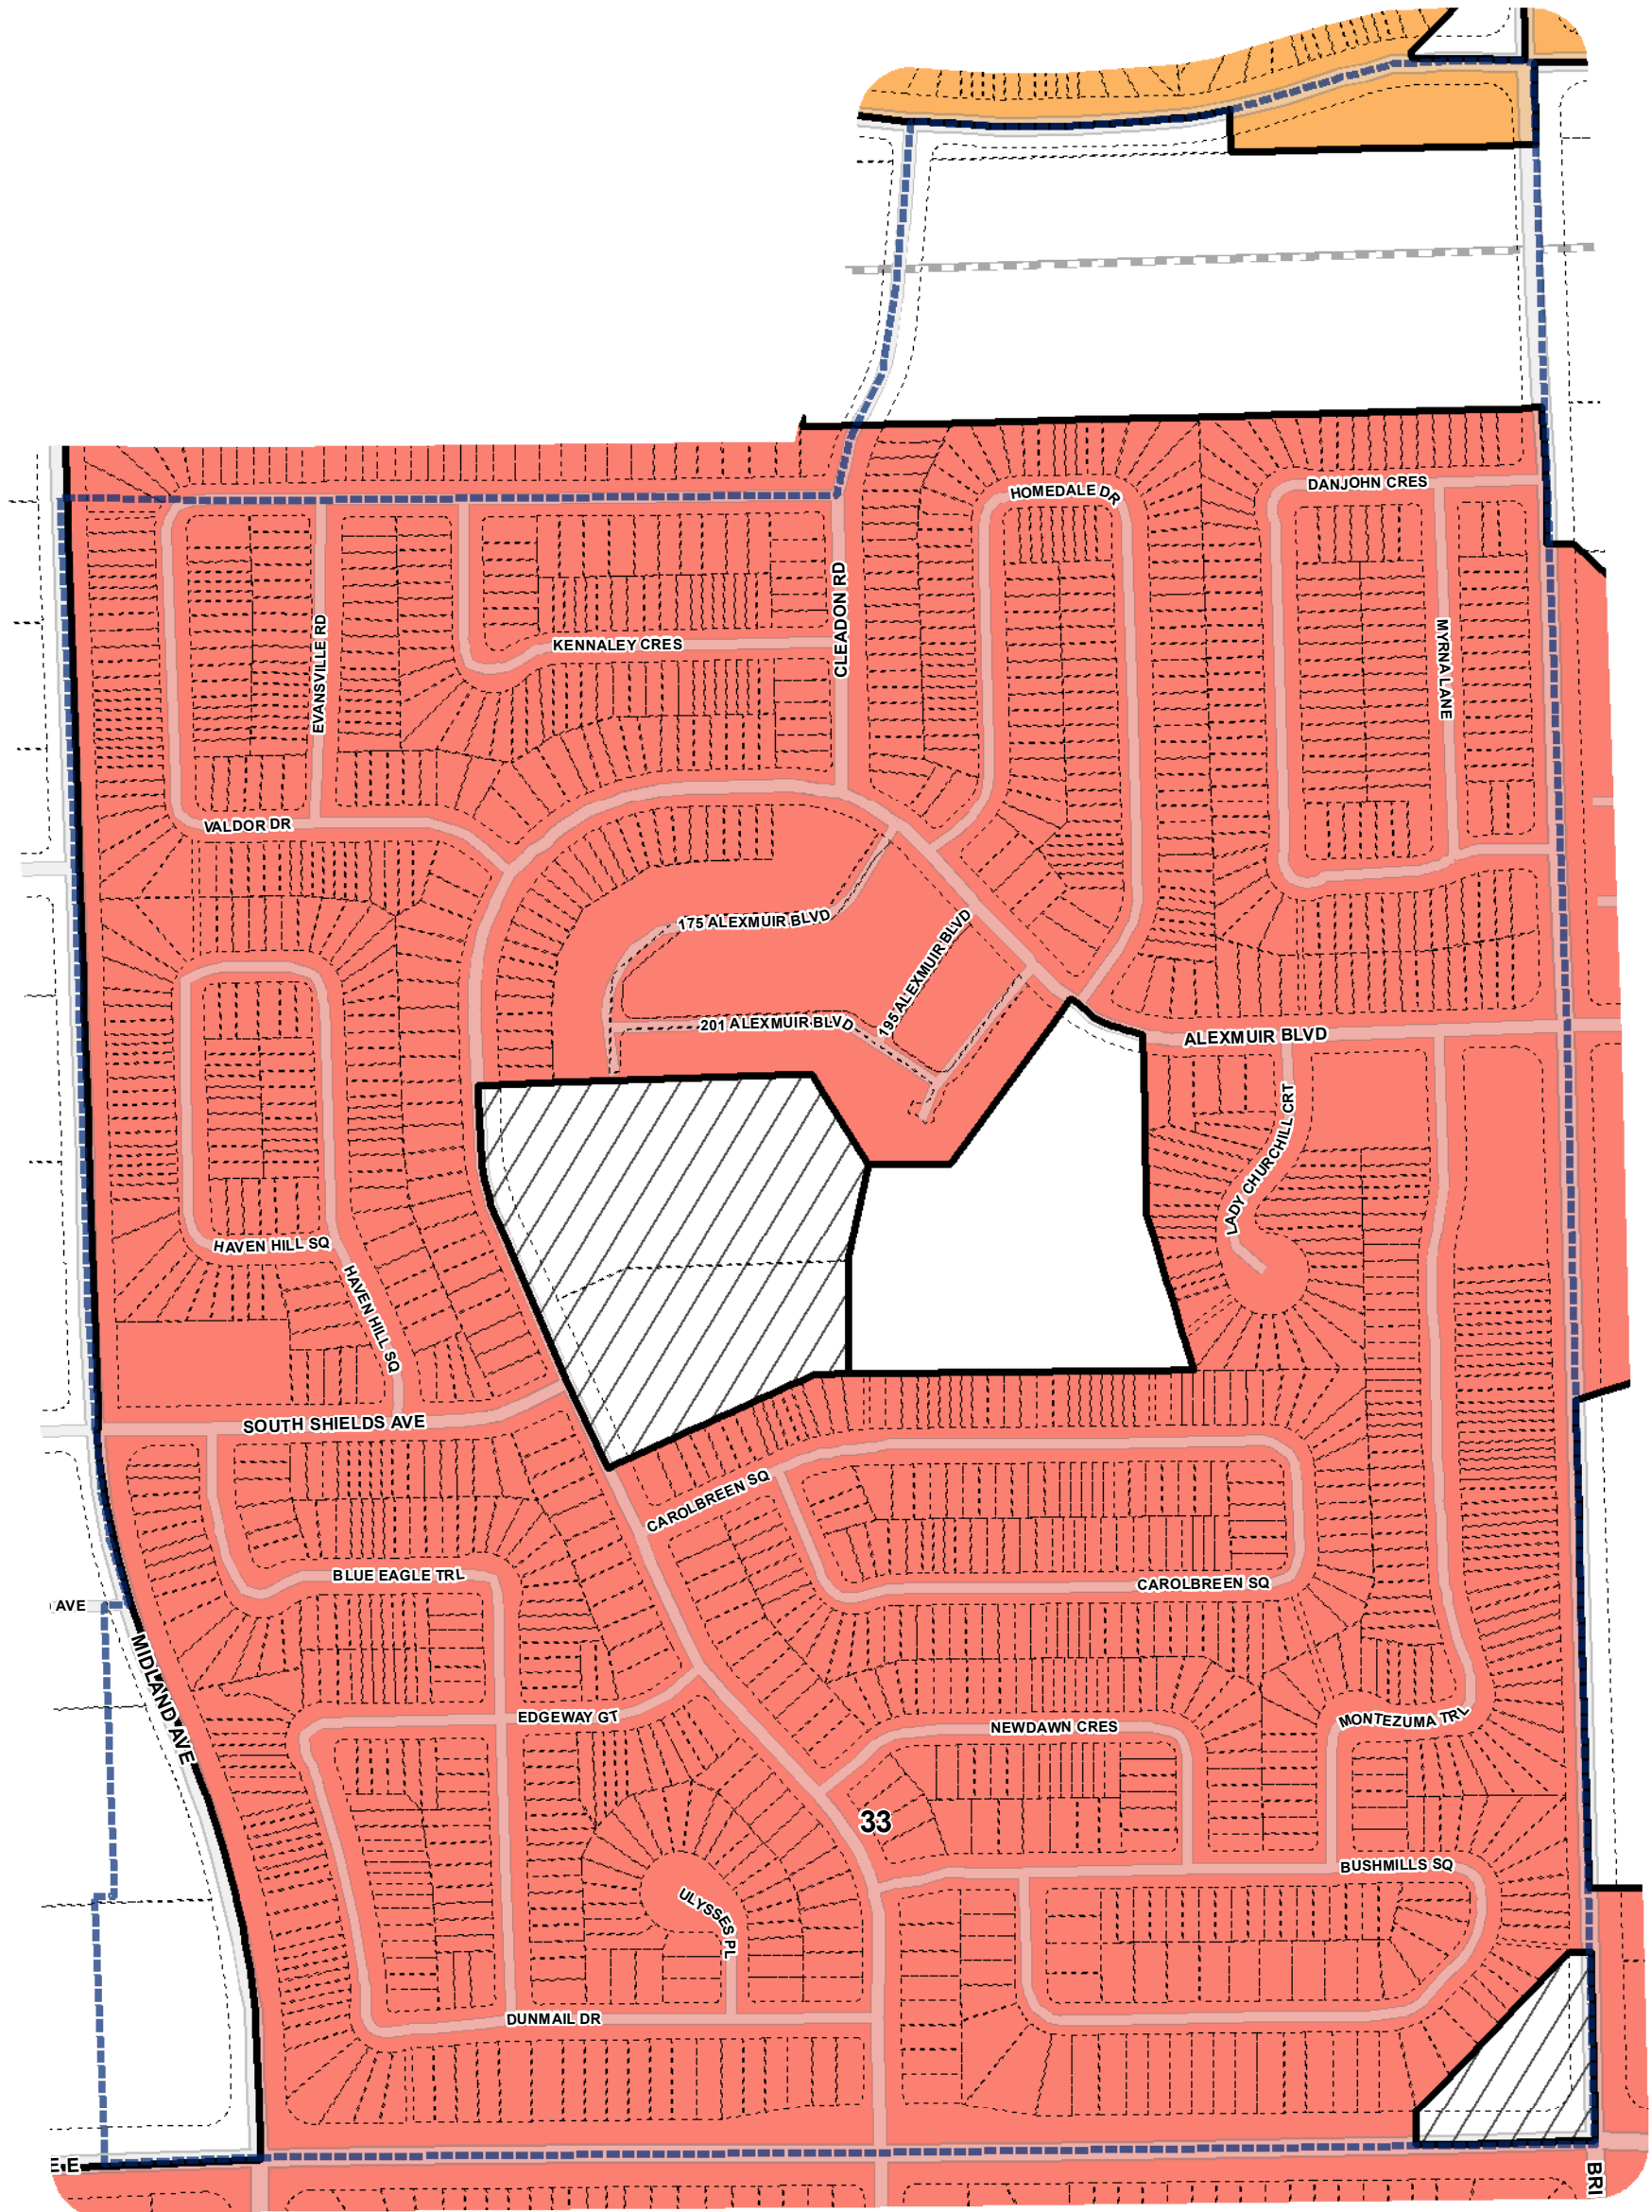 HOMEDALE DR
DANJOHN CRES
CLEADON RD
KENNALEY CRES
EVANSVILLE RD
MYRNA LANE
VALDOR DR
175 ALEXMUIR BLVD
195 ALEXMUIR BLVD
201 ALEXMUIR BLVD
ALEXMUIR BLVD
LADY CHURCHILL CRT
HAVEN HILL SQ
HAVEN HILL SQ
SOUTH SHIELDS AVE
CAROLBREEN SQ
BLUE EAGLE TRL
CAROLBREEN SQ
AVE
MIDLAND AVE
EDGEWAY GT
NEWDAWN CRES
MONTEZUMA TRL
33
BUSHMILLS SQ
ULYSSES PL
DUNMAIL DR
E E
BRI